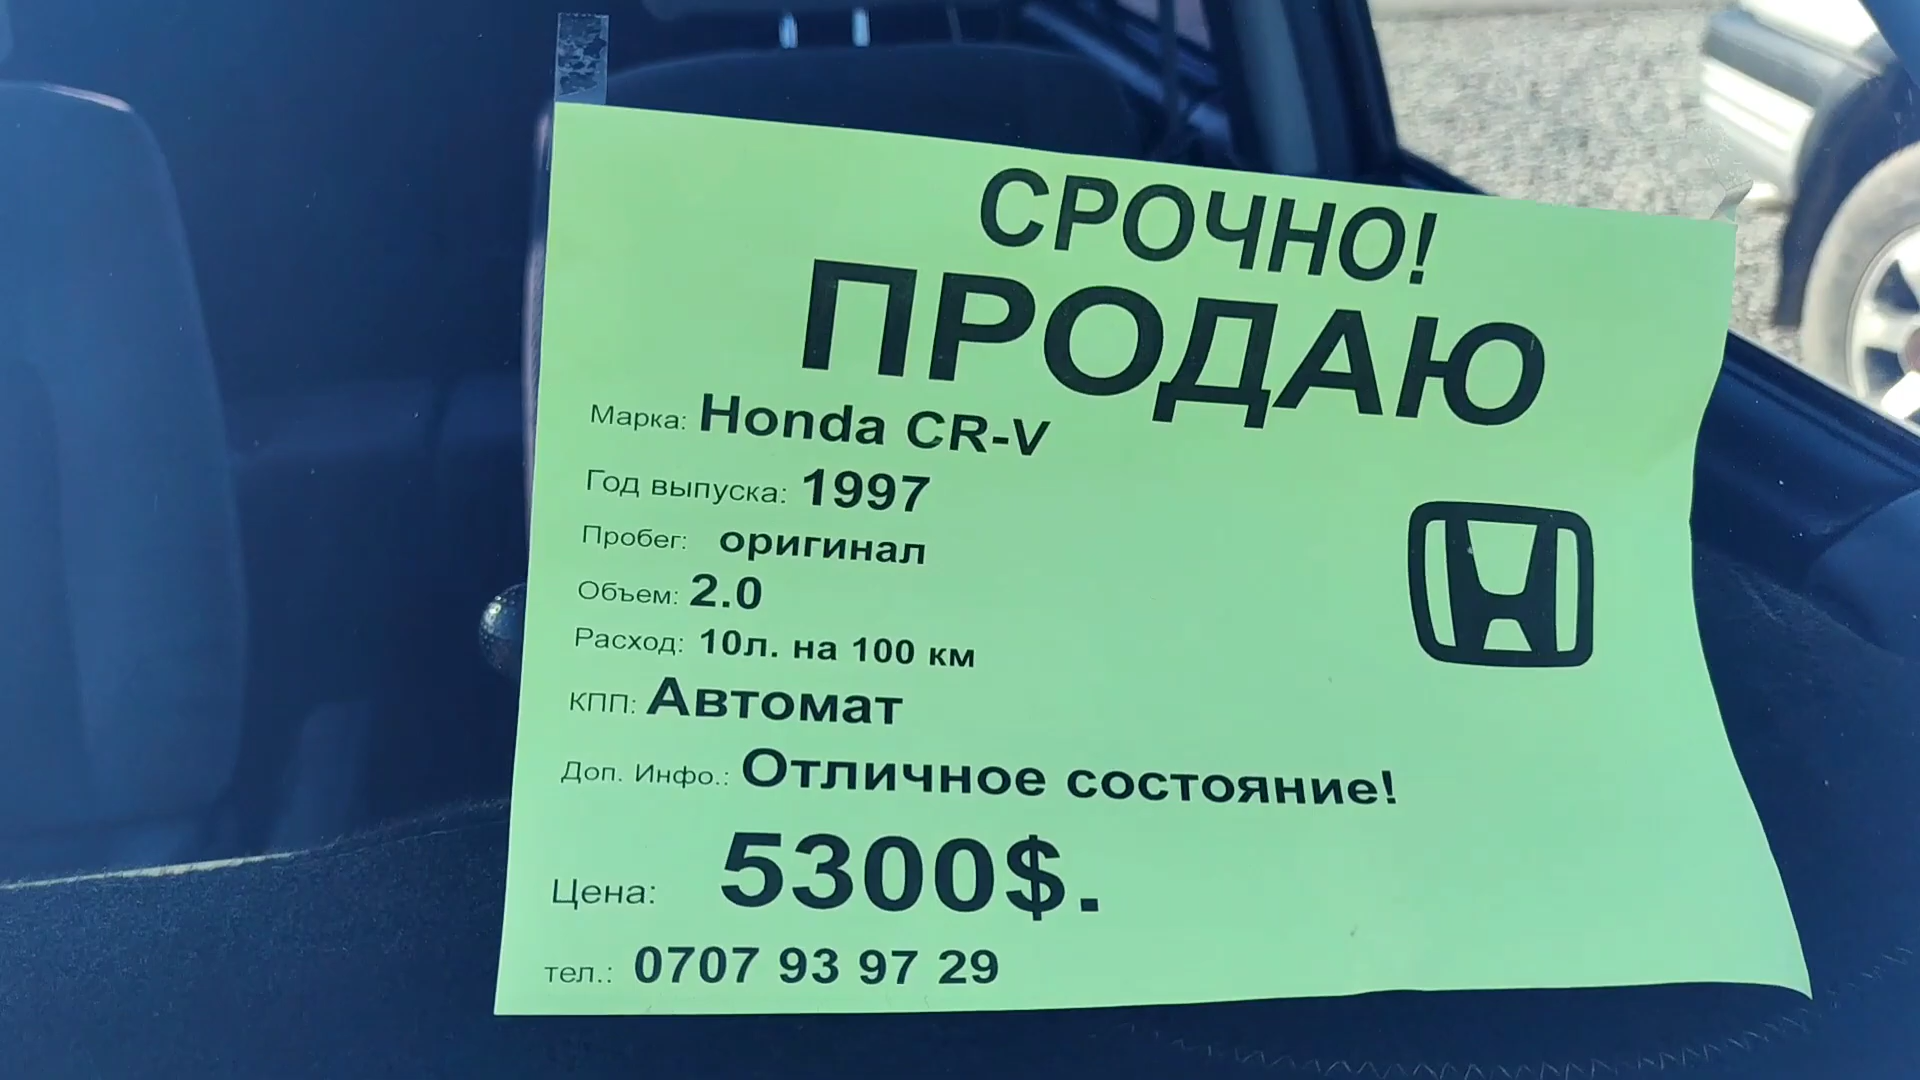 СРОЧНО!
ПРОДАЮ
Марка: Honda CR-V
Год выпуска: 1997
Пробег: оригинал
Объем: 2.0
Расход: 10л. на 100 км
КПП: Автомат
Доп. Инфо.: Отличное состояние!
Цена: 5300$.
тел.: 0707 93 97 29